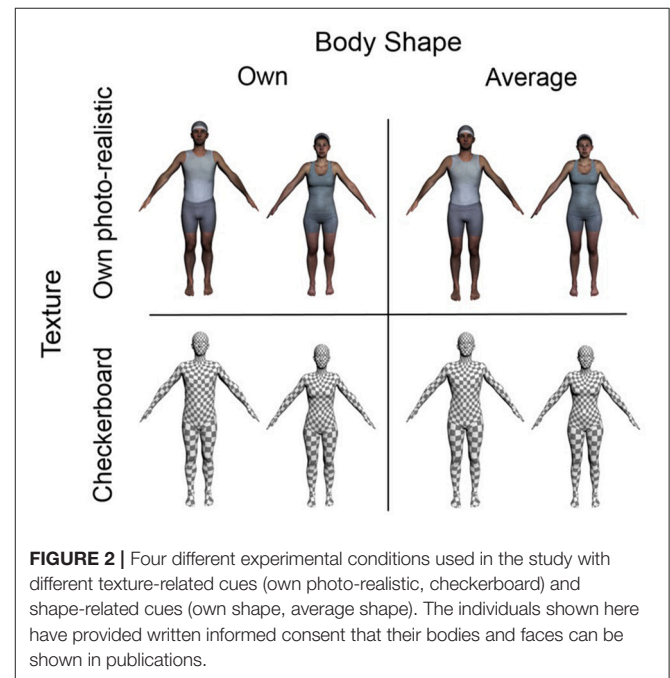 Body Shape
Own
Average
Texture
Own photo-realistic
Checkerboard
FIGURE 2 | Four different experimental conditions used in the study with
different texture-related cues (own photo-realistic, checkerboard) and
shape-related cues (own shape, average shape). The individuals shown here
have provided written informed consent that their bodies and faces can be
shown in publications.